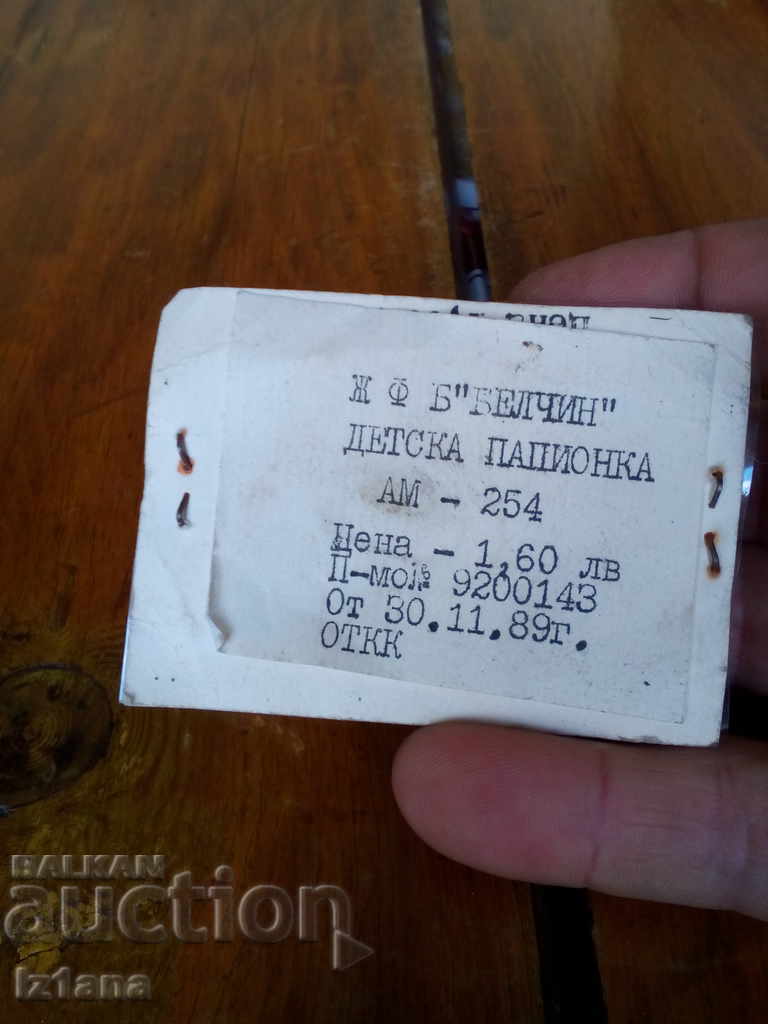 Ж Ф Б "БЕЛЧИН"
ДЕТСКА ПАПИОНКА
АМ - 254
Цена - 1,60 лв
П-мо№ 9200143
От 30.11.89г.
ОТКК
BALKAN
auction
Iz1ana